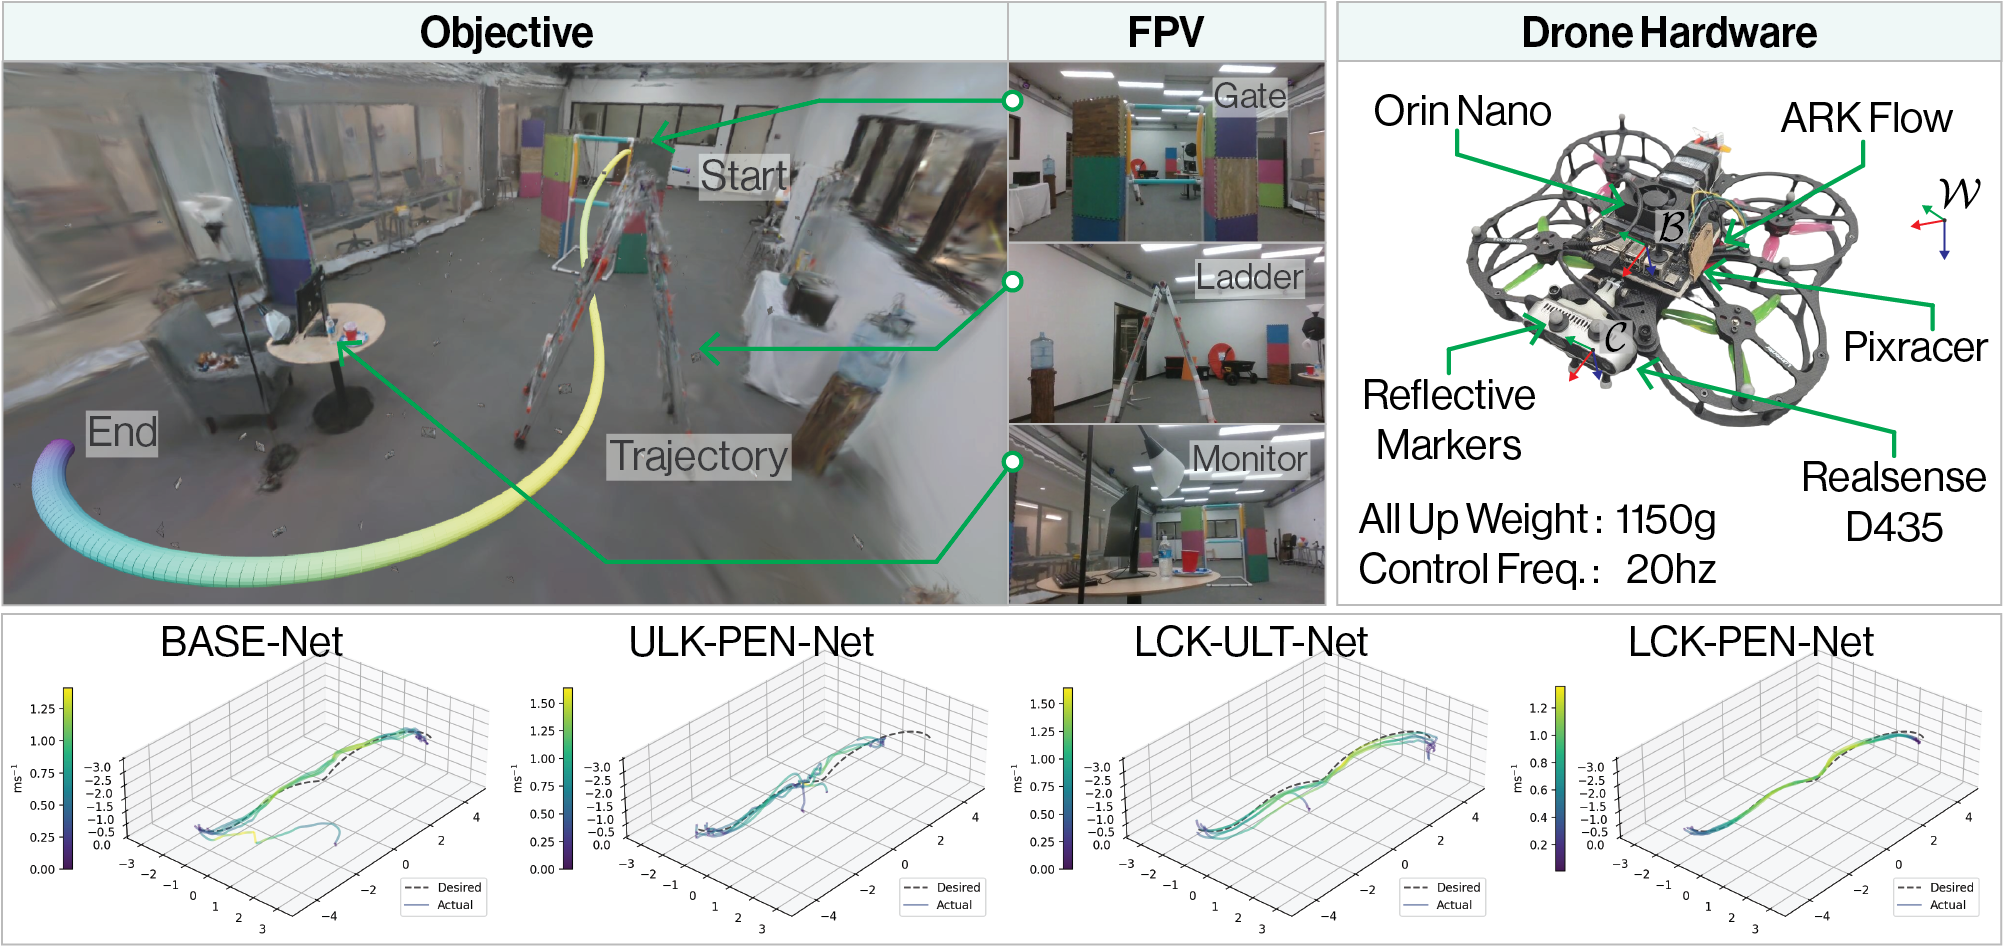 Objective
FPV
Drone Hardware
Start
End
Trajectory
Gate
Ladder
Monitor
Orin Nano
ARK Flow
B
W
C
Pixracer
Reflective
Markers
Realsense
D435
All Up Weight : 1150g
Control Freq. : 20hz
BASE-Net
ms⁻¹
1.25
1.00
0.75
0.50
0.25
0.00
−3.0
−2.5
−2.0
−1.5
−1.0
−0.5
0.0
−3
−2
−1
0
1
2
3
−4
−2
0
2
4
Desired
Actual
ULK-PEN-Net
ms⁻¹
1.50
1.25
1.00
0.75
0.50
0.25
0.00
−3.0
−2.5
−2.0
−1.5
−1.0
−0.5
0.0
−3
−2
−1
0
1
2
3
−4
−2
0
2
4
Desired
Actual
LCK-ULT-Net
ms⁻¹
1.50
1.25
1.00
0.75
0.50
0.25
0.00
−3.0
−2.5
−2.0
−1.5
−1.0
−0.5
0.0
−3
−2
−1
0
1
2
3
−4
−2
0
2
4
Desired
Actual
LCK-PEN-Net
ms⁻¹
1.2
1.0
0.8
0.6
0.4
0.2
−3.0
−2.5
−2.0
−1.5
−1.0
−0.5
0.0
−3
−2
−1
0
1
2
3
−4
−2
0
2
4
Desired
Actual